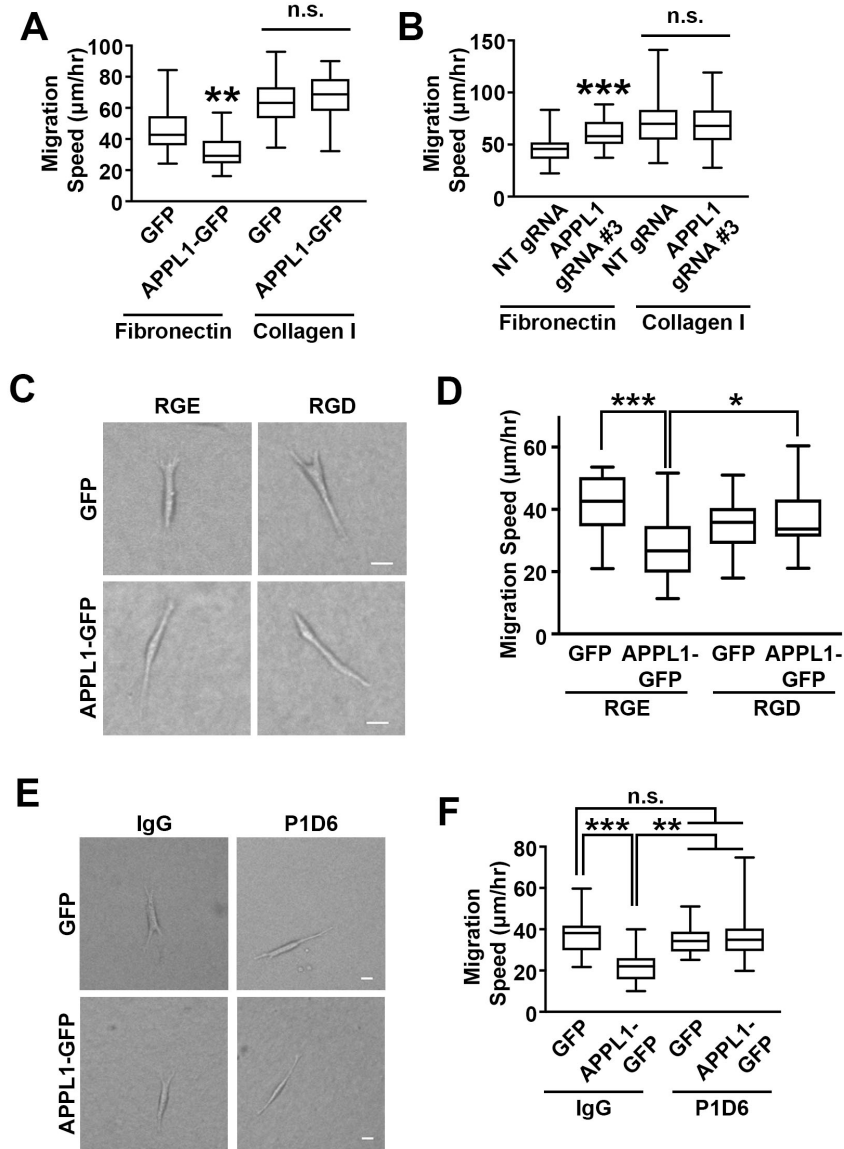 A
n.s.
Migration
Speed (μm/hr)
100
80
60
40
20
0
**
GFP
APPL1-GFP
GFP
APPL1-GFP
Fibronectin
Collagen I
B
n.s.
Migration
Speed (μm/hr)
150
100
50
0
***
NT gRNA
APPL1
gRNA #3
NT gRNA
APPL1
gRNA #3
Fibronectin
Collagen I
C
RGE
RGD
GFP
APPL1-GFP
D
***
*
Migration Speed (μm/hr)
60
40
20
0
GFP
APPL1-
GFP
GFP
APPL1-
GFP
RGE
RGD
E
IgG
P1D6
GFP
APPL1-GFP
F
n.s.
***
**
Migration
Speed (μm/hr)
80
60
40
20
0
GFP
APPL1-
GFP
GFP
APPL1-
GFP
IgG
P1D6